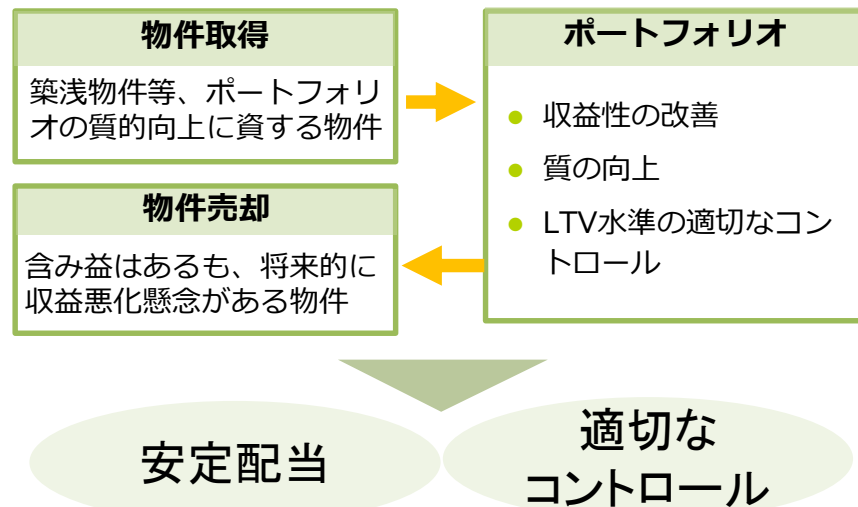 物件取得
築浅物件等、ポートフォリ
オの質的向上に資する物件
物件売却
含み益はあるも、将来的に
収益悪化懸念がある物件
ポートフォリオ
● 収益性の改善
● 質の向上
● LTV水準の適切なコン
トロール
安定配当
適切な
コントロール